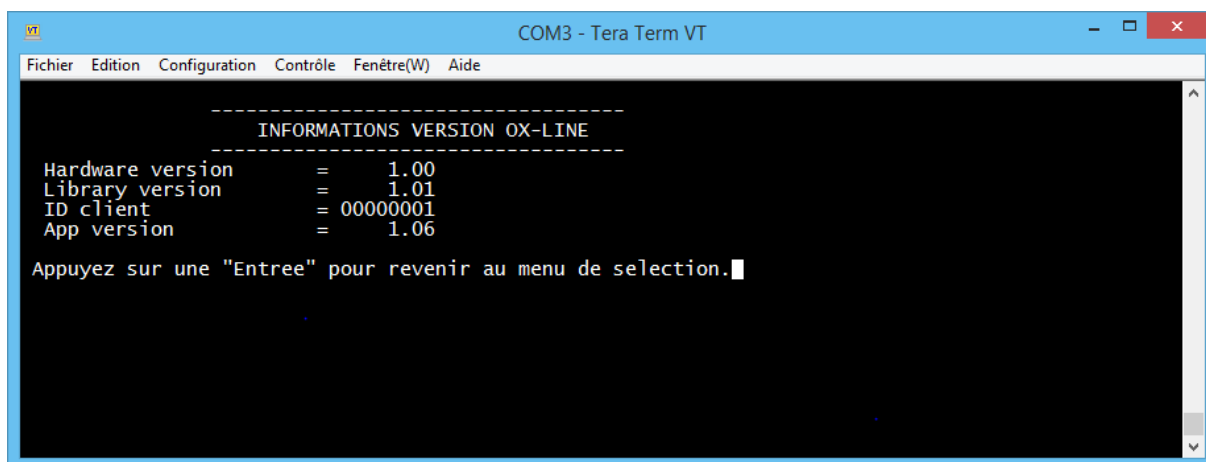 COM3 - Tera Term VT
Fichier Edition Configuration Contrôle Fenêtre(W) Aide
-----------------------------------
INFORMATIONS VERSION OX-LINE
-----------------------------------
Hardware version = 1.00
Library version = 1.01
ID client = 00000001
App version = 1.06
Appuyez sur une "Entree" pour revenir au menu de selection.